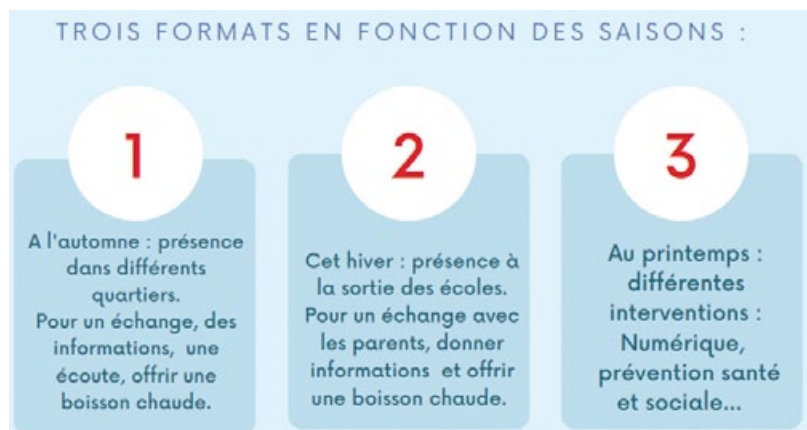 TROIS FORMATS EN FONCTION DES SAISONS :
1
A l'automne : présence
dans différents
quartiers.
Pour un échange, des
informations, une
écoute, offrir une
boisson chaude.
2
Cet hiver : présence à
la sortie des écoles.
Pour un échange avec
les parents, donner
informations et offrir
une boisson chaude.
3
Au printemps :
différentes
interventions :
Numérique,
prévention santé
et sociale...